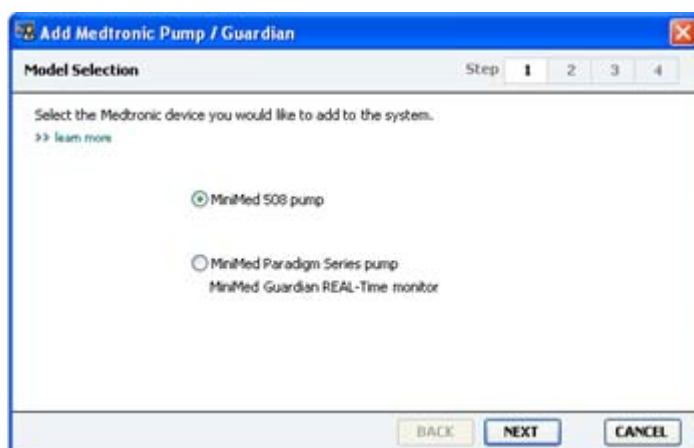 Add Medtronic Pump / Guardian
Model Selection Step 1 2 3 4
Select the Medtronic device you would like to add to the system.
>> learn more
MiniMed 508 pump
MiniMed Paradigm Series pump
MiniMed Guardian REAL-Time monitor
BACK NEXT CANCEL